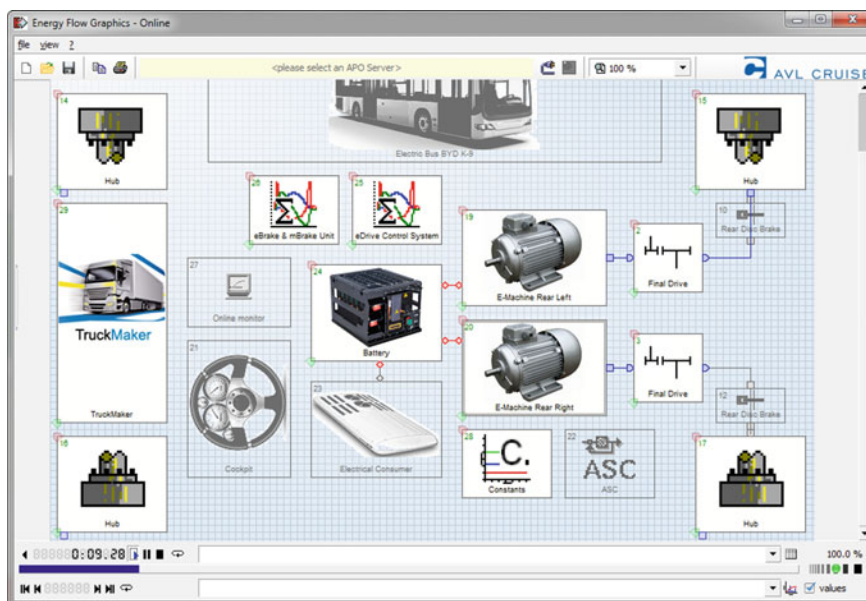 Energy Flow Graphics - Online
file view ?
<please select an APO Server>
100 %
AVL CRUISE
14
Hub
Electric Bus BYD K-9
15
Hub
29
TruckMaker
TruckMaker
26
eBrake & mBrake Unit
25
eDrive Control System
19
E-Machine Rear Left
2
Final Drive
10
Rear Disc Brake
27
Online monitor
24
Battery
20
E-Machine Rear Right
3
Final Drive
12
Rear Disc Brake
21
Cockpit
23
Electrical Consumer
28
C.
Constants
22
ASC
ASC
16
Hub
17
Hub
0:09.28
100.0 %
values